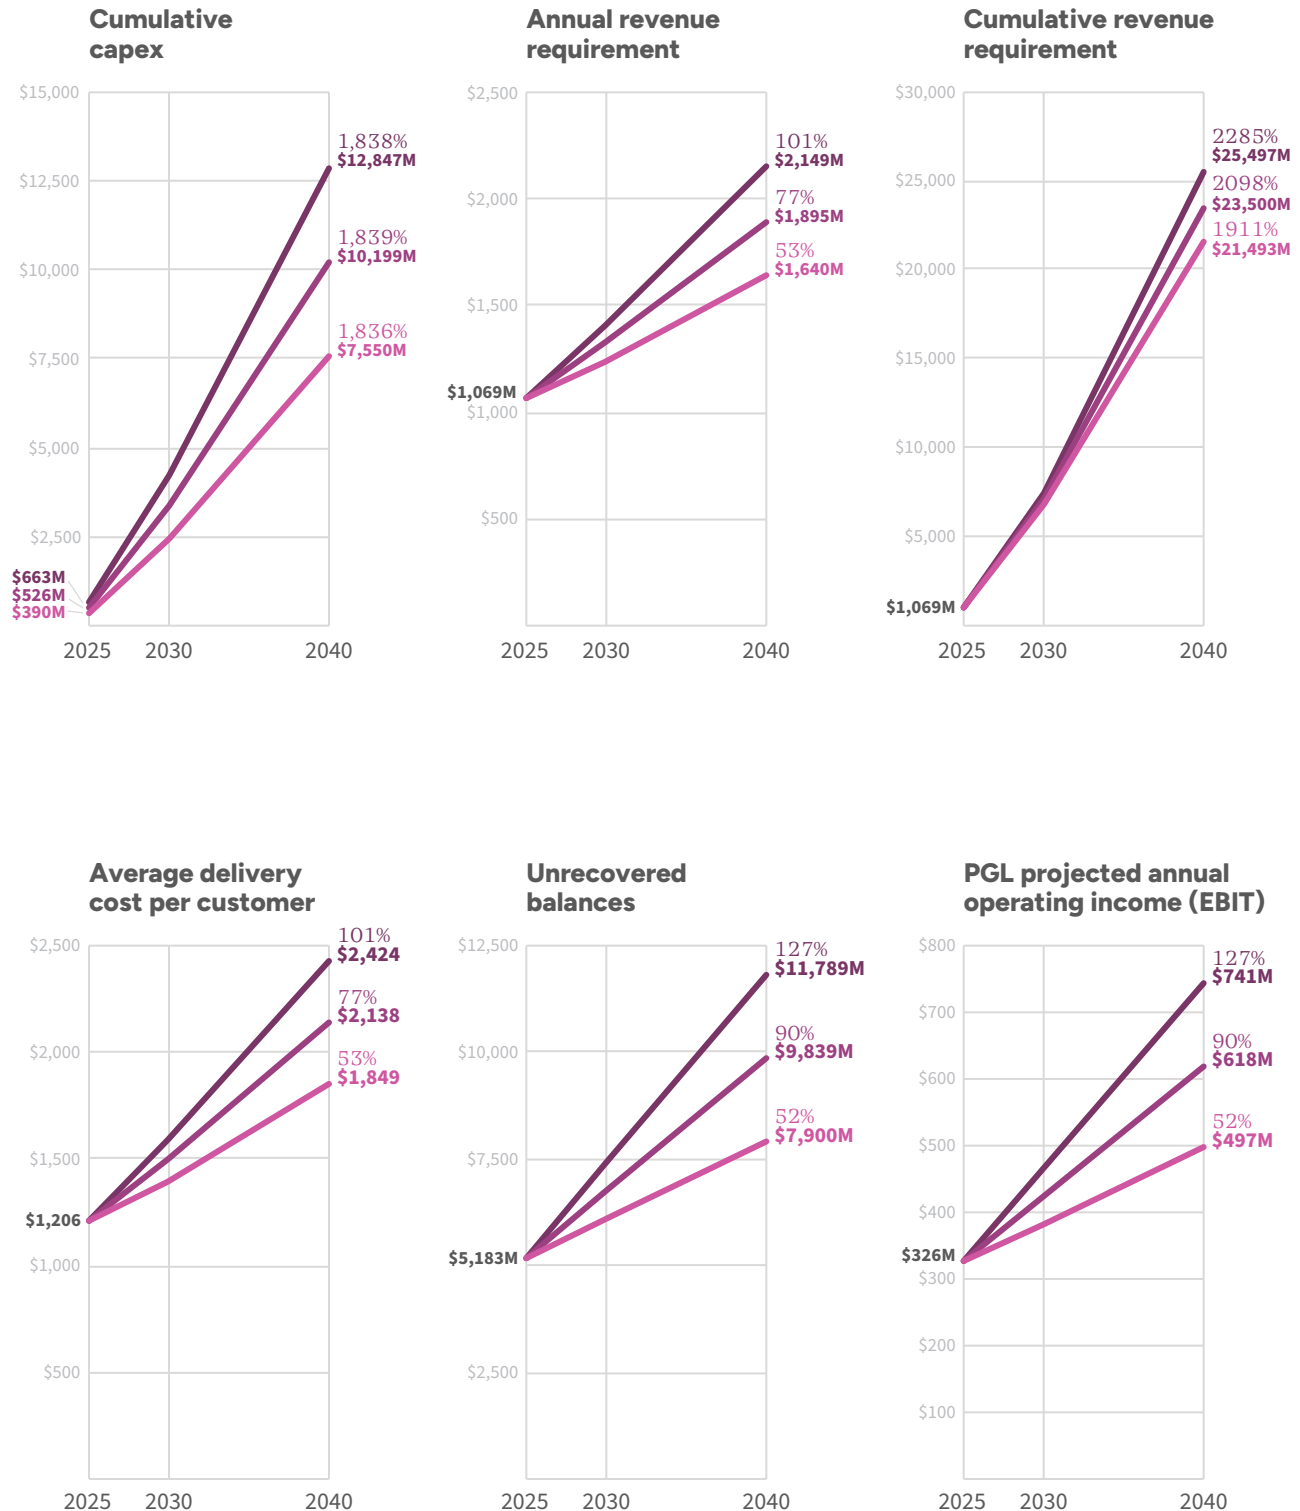 Cumulative
capex
$15,000
$12,500
$10,000
$7,500
$5,000
$2,500
1,838%
$12,847M
1,839%
$10,199M
1,836%
$7,550M
$663M
$526M
$390M
2025 2030 2040
Annual revenue
requirement
$2,500
$2,000
$1,500
$1,000
$500
101%
$2,149M
77%
$1,895M
53%
$1,640M
$1,069M
2025 2030 2040
Cumulative revenue
requirement
$30,000
$25,000
$20,000
$15,000
$10,000
$5,000
2285%
$25,497M
2098%
$23,500M
1911%
$21,493M
$1,069M
2025 2030 2040
Average delivery
cost per customer
$2,500
$2,000
$1,500
$1,000
$500
101%
$2,424
77%
$2,138
53%
$1,849
$1,206
2025 2030 2040
Unrecovered
balances
$12,500
$10,000
$7,500
$2,500
127%
$11,789M
90%
$9,839M
52%
$7,900M
$5,183M
2025 2030 2040
PGL projected annual
operating income (EBIT)
$800
$700
$600
$500
$400
$300
$200
$100
127%
$741M
90%
$618M
52%
$497M
$326M
2025 2030 2040